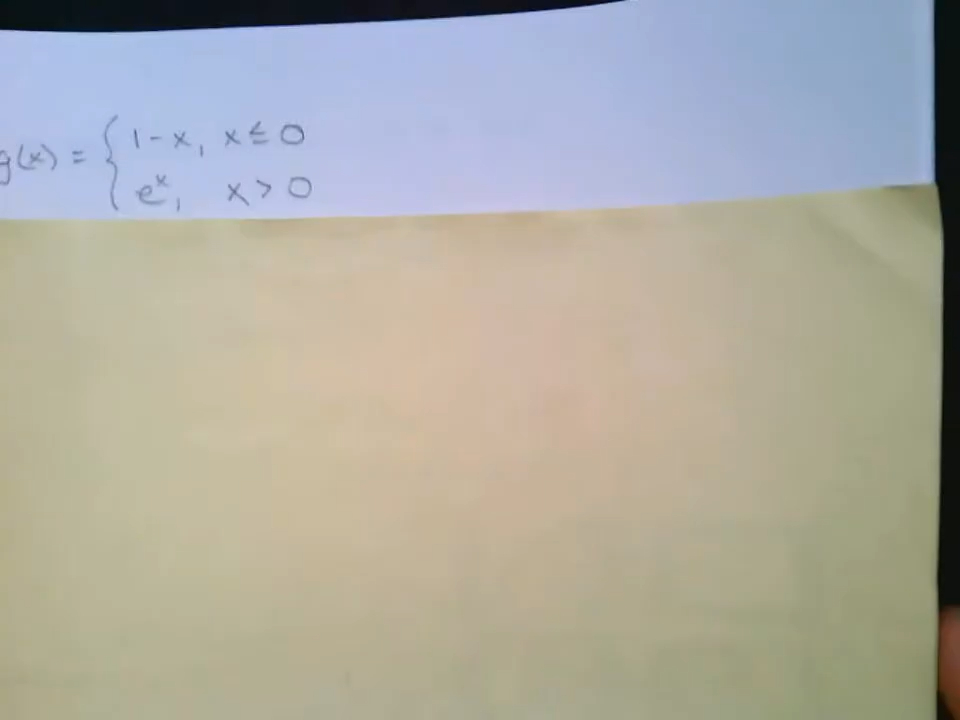 g(x) = { 1-x, x ≤ 0
e^x, x > 0